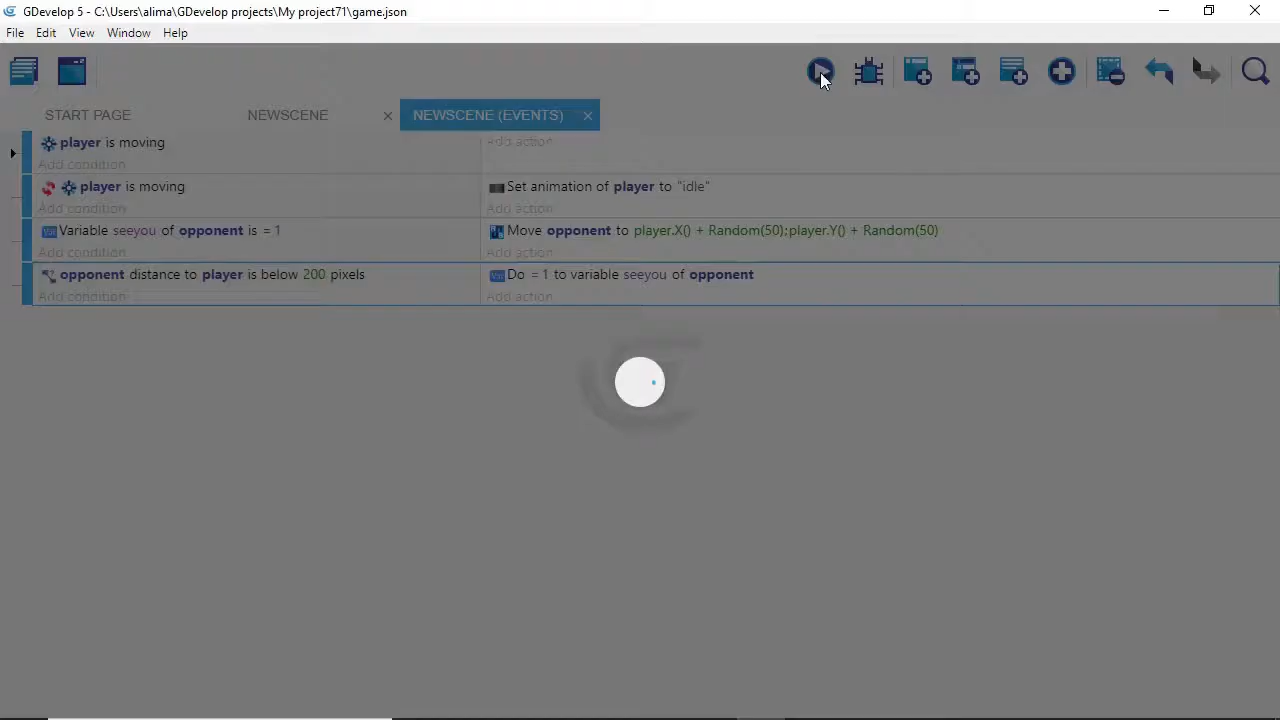 GDevelop 5 - C:\Users\alima\GDevelop projects\My project71\game.json
File Edit View Window Help
START PAGE NEWSCENE × NEWSCENE (EVENTS) ×
player is moving Add action
Add condition
player is moving Set animation of player to "idle"
Add condition Add action
Var Variable seeyou of opponent is = 1 Move opponent to player.X() + Random(50);player.Y() + Random(50)
Add condition Add action
opponent distance to player is below 200 pixels Var Do = 1 to variable seeyou of opponent
Add condition Add action